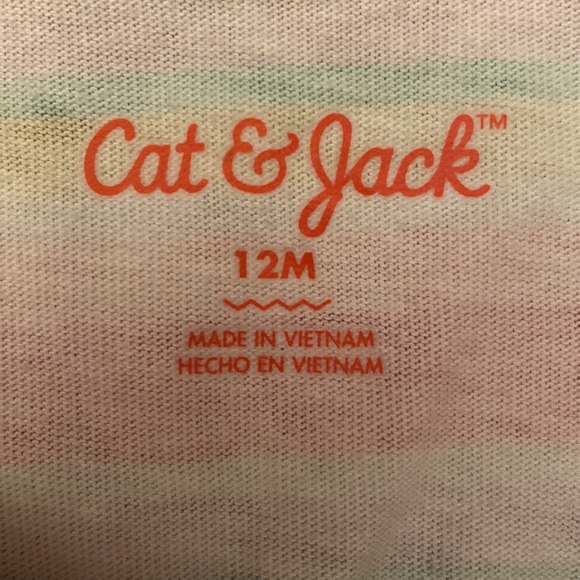 Cat & Jack™
12M
MADE IN VIETNAM
HECHO EN VIETNAM